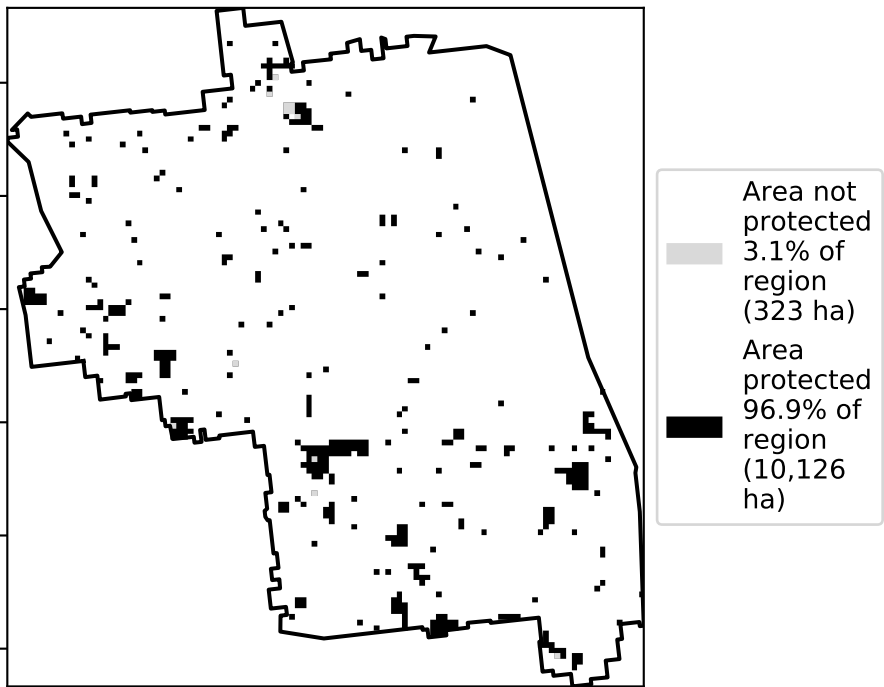 Area not
protected
3.1% of
region
(323 ha)
Area
protected
96.9% of
region
(10,126
ha)